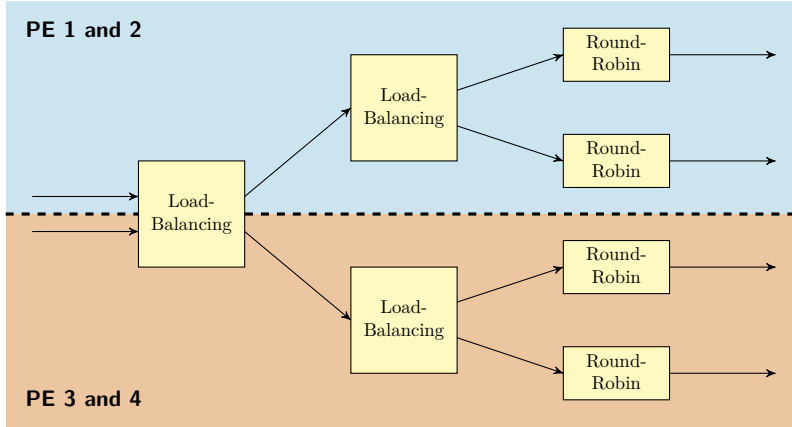 PE 1 and 2
Load-
Balancing
Load-
Balancing
Round-
Robin
Round-
Robin
Load-
Balancing
Round-
Robin
Round-
Robin
PE 3 and 4